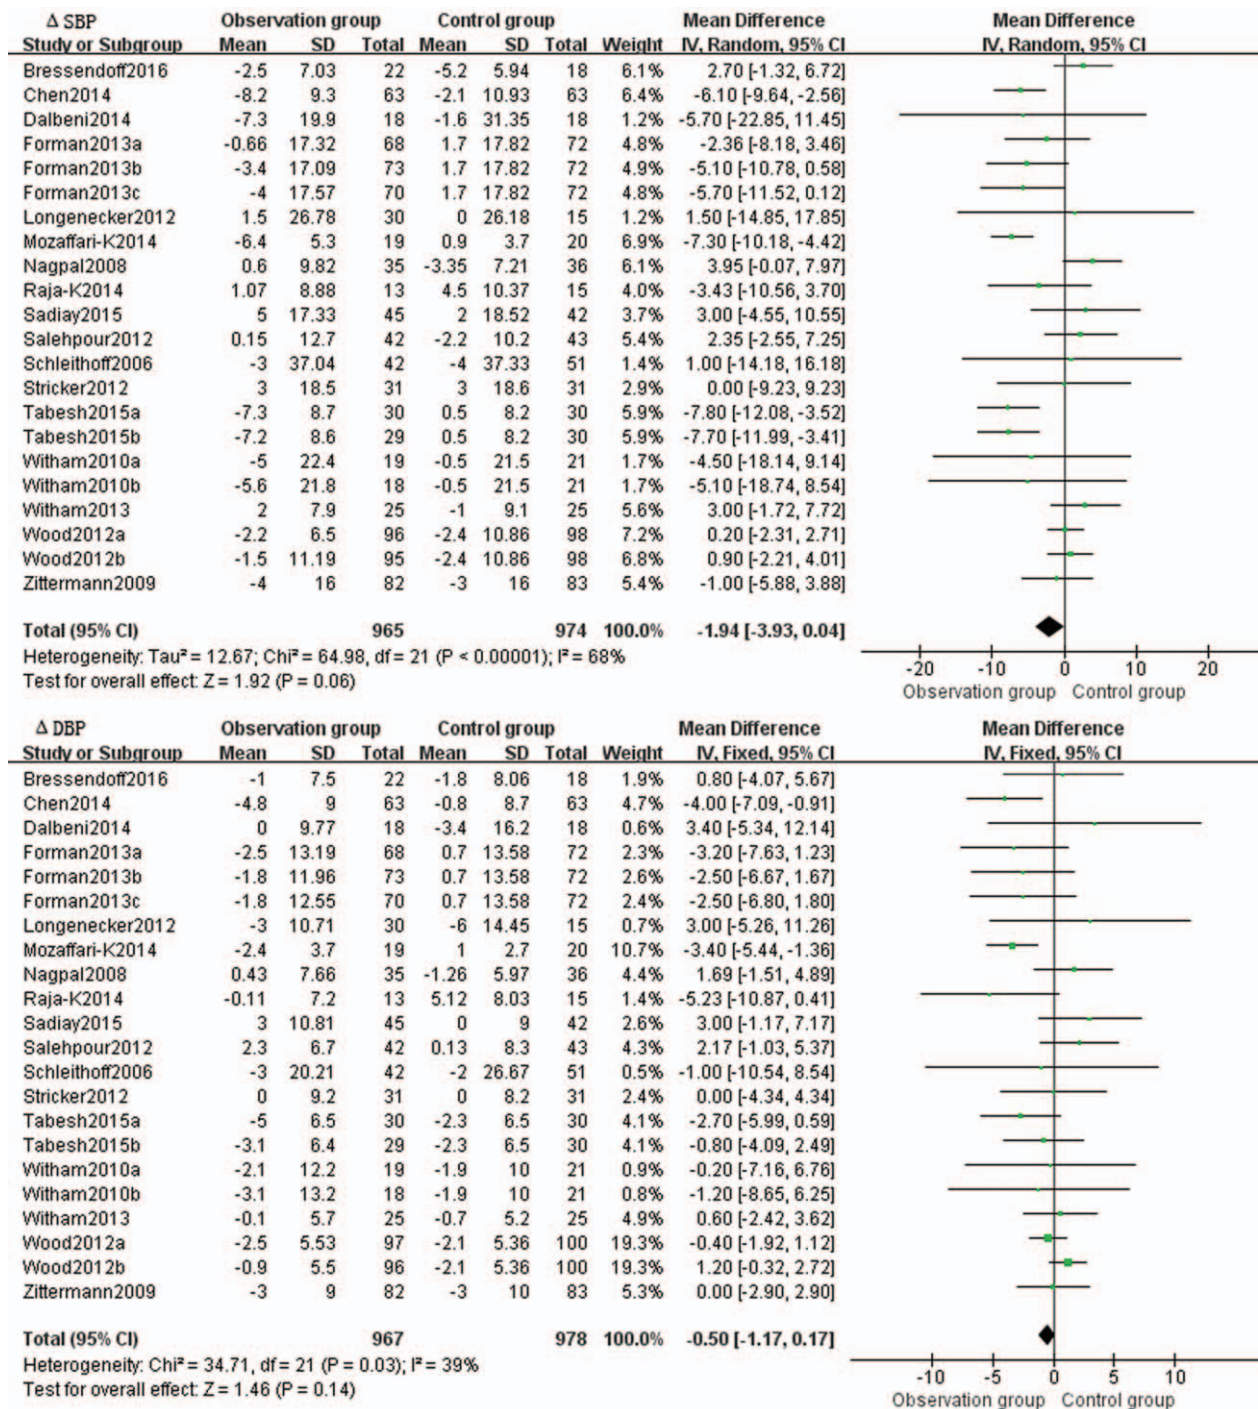 Δ SBP Observation group Control group Mean Difference Mean Difference
Study or Subgroup Mean SD Total Mean SD Total Weight IV, Random, 95% CI IV, Random, 95% CI
Bressendoff2016 -2.5 7.03 22 -5.2 5.94 18 6.1% 2.70 [-1.32, 6.72]
Chen2014 -8.2 9.3 63 -2.1 10.93 63 6.4% -6.10 [-9.64, -2.56]
Dalbeni2014 -7.3 19.9 18 -1.6 31.35 18 1.2% -5.70 [-22.85, 11.45]
Forman2013a -0.66 17.32 68 1.7 17.82 72 4.8% -2.36 [-8.18, 3.46]
Forman2013b -3.4 17.09 73 1.7 17.82 72 4.9% -5.10 [-10.78, 0.58]
Forman2013c -4 17.57 70 1.7 17.82 72 4.8% -5.70 [-11.52, 0.12]
Longenecker2012 1.5 26.78 30 0 26.18 15 1.2% 1.50 [-14.85, 17.85]
Mozaffari-K2014 -6.4 5.3 19 0.9 3.7 20 6.9% -7.30 [-10.18, -4.42]
Nagpal2008 0.6 9.82 35 -3.35 7.21 36 6.1% 3.95 [-0.07, 7.97]
Raja-K2014 1.07 8.88 13 4.5 10.37 15 4.0% -3.43 [-10.56, 3.70]
Sadiay2015 5 17.33 45 2 18.52 42 3.7% 3.00 [-4.55, 10.55]
Salehpour2012 0.15 12.7 42 -2.2 10.2 43 5.4% 2.35 [-2.55, 7.25]
Schleithoff2006 -3 37.04 42 -4 37.33 51 1.4% 1.00 [-14.18, 16.18]
Stricker2012 3 18.5 31 3 18.6 31 2.9% 0.00 [-9.23, 9.23]
Tabesh2015a -7.3 8.7 30 0.5 8.2 30 5.9% -7.80 [-12.08, -3.52]
Tabesh2015b -7.2 8.6 29 0.5 8.2 30 5.9% -7.70 [-11.99, -3.41]
Witham2010a -5 22.4 19 -0.5 21.5 21 1.7% -4.50 [-18.14, 9.14]
Witham2010b -5.6 21.8 18 -0.5 21.5 21 1.7% -5.10 [-18.74, 8.54]
Witham2013 2 7.9 25 -1 9.1 25 5.6% 3.00 [-1.72, 7.72]
Wood2012a -2.2 6.5 96 -2.4 10.86 98 7.2% 0.20 [-2.31, 2.71]
Wood2012b -1.5 11.19 95 -2.4 10.86 98 6.8% 0.90 [-2.21, 4.01]
Zittermann2009 -4 16 82 -3 16 83 5.4% -1.00 [-5.88, 3.88]
Total (95% CI) 965 974 100.0% -1.94 [-3.93, 0.04]
Heterogeneity: Tau² = 12.67; Chi² = 64.98, df = 21 (P < 0.00001); I² = 68%
Test for overall effect: Z = 1.92 (P = 0.06)
-20 -10 0 10 20
Observation group Control group
Δ DBP Observation group Control group Mean Difference Mean Difference
Study or Subgroup Mean SD Total Mean SD Total Weight IV, Fixed, 95% CI IV, Fixed, 95% CI
Bressendoff2016 -1 7.5 22 -1.8 8.06 18 1.9% 0.80 [-4.07, 5.67]
Chen2014 -4.8 9 63 -0.8 8.7 63 4.7% -4.00 [-7.09, -0.91]
Dalbeni2014 0 9.77 18 -3.4 16.2 18 0.6% 3.40 [-5.34, 12.14]
Forman2013a -2.5 13.19 68 0.7 13.58 72 2.3% -3.20 [-7.63, 1.23]
Forman2013b -1.8 11.96 73 0.7 13.58 72 2.6% -2.50 [-6.67, 1.67]
Forman2013c -1.8 12.55 70 0.7 13.58 72 2.4% -2.50 [-6.80, 1.80]
Longenecker2012 -3 10.71 30 -6 14.45 15 0.7% 3.00 [-5.26, 11.26]
Mozaffari-K2014 -2.4 3.7 19 1 2.7 20 10.7% -3.40 [-5.44, -1.36]
Nagpal2008 0.43 7.66 35 -1.26 5.97 36 4.4% 1.69 [-1.51, 4.89]
Raja-K2014 -0.11 7.2 13 5.12 8.03 15 1.4% -5.23 [-10.87, 0.41]
Sadiay2015 3 10.81 45 0 9 42 2.6% 3.00 [-1.17, 7.17]
Salehpour2012 2.3 6.7 42 0.13 8.3 43 4.3% 2.17 [-1.03, 5.37]
Schleithoff2006 -3 20.21 42 -2 26.67 51 0.5% -1.00 [-10.54, 8.54]
Stricker2012 0 9.2 31 0 8.2 31 2.4% 0.00 [-4.34, 4.34]
Tabesh2015a -5 6.5 30 -2.3 6.5 30 4.1% -2.70 [-5.99, 0.59]
Tabesh2015b -3.1 6.4 29 -2.3 6.5 30 4.1% -0.80 [-4.09, 2.49]
Witham2010a -2.1 12.2 19 -1.9 10 21 0.9% -0.20 [-7.16, 6.76]
Witham2010b -3.1 13.2 18 -1.9 10 21 0.8% -1.20 [-8.65, 6.25]
Witham2013 -0.1 5.7 25 -0.7 5.2 25 4.9% 0.60 [-2.42, 3.62]
Wood2012a -2.5 5.53 97 -2.1 5.36 100 19.3% -0.40 [-1.92, 1.12]
Wood2012b -0.9 5.5 96 -2.1 5.36 100 19.3% 1.20 [-0.32, 2.72]
Zittermann2009 -3 9 82 -3 10 83 5.3% 0.00 [-2.90, 2.90]
Total (95% CI) 967 978 100.0% -0.50 [-1.17, 0.17]
Heterogeneity: Chi² = 34.71, df = 21 (P = 0.03); I² = 39%
Test for overall effect: Z = 1.46 (P = 0.14)
-10 -5 0 5 10
Observation group Control group